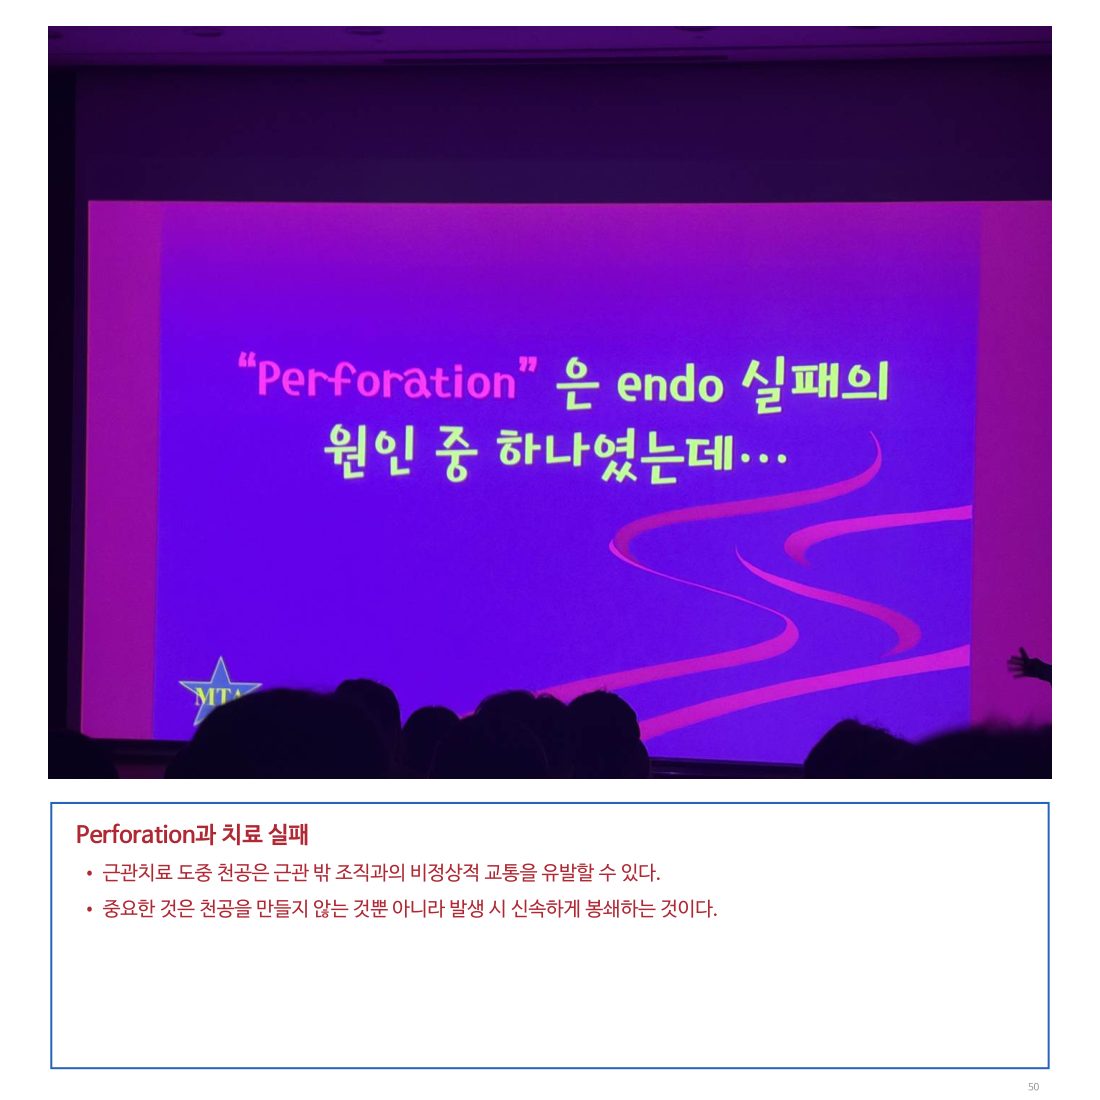 “Perforation” 은 endo 실패의
원인 중 하나였는데...
MTA
Perforation과 치료 실패
• 근관치료 도중 천공은 근관 밖 조직과의 비정상적 교통을 유발할 수 있다.
• 중요한 것은 천공을 만들지 않는 것뿐 아니라 발생 시 신속하게 봉쇄하는 것이다.
50